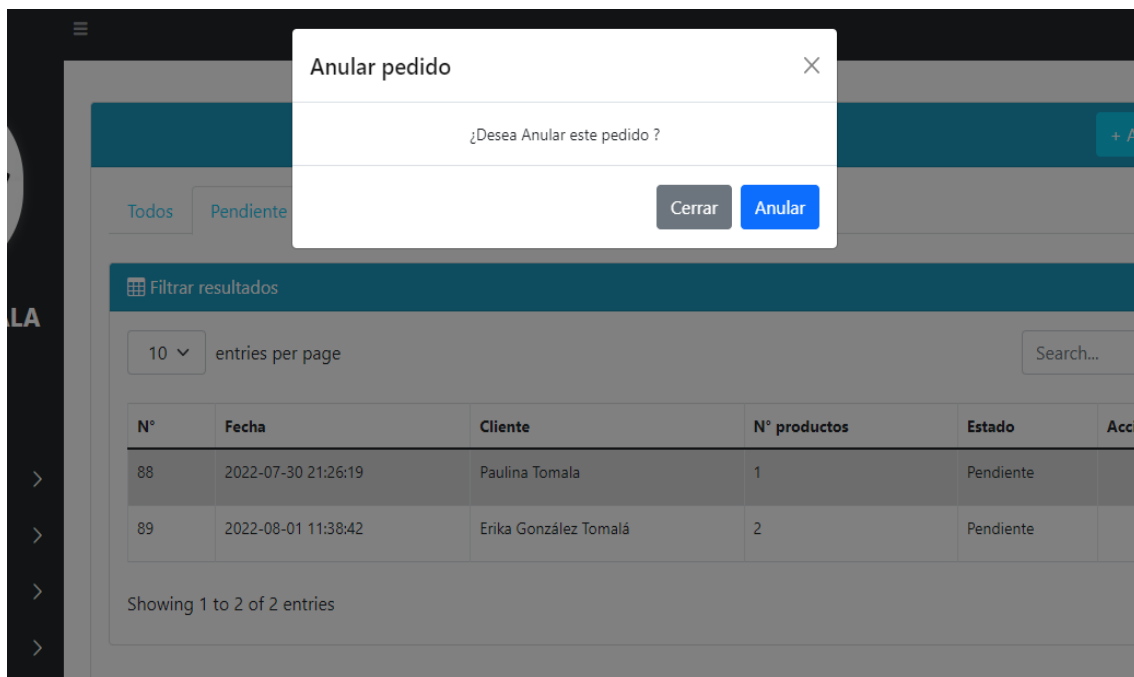 Anular pedido
¿Desea Anular este pedido ?
Cerrar Anular
+ A
Todos Pendiente
Filtrar resultados
LA
10 entries per page Search...
N° Fecha Cliente N° productos Estado Acci
88 2022-07-30 21:26:19 Paulina Tomala 1 Pendiente
89 2022-08-01 11:38:42 Erika González Tomalá 2 Pendiente
Showing 1 to 2 of 2 entries